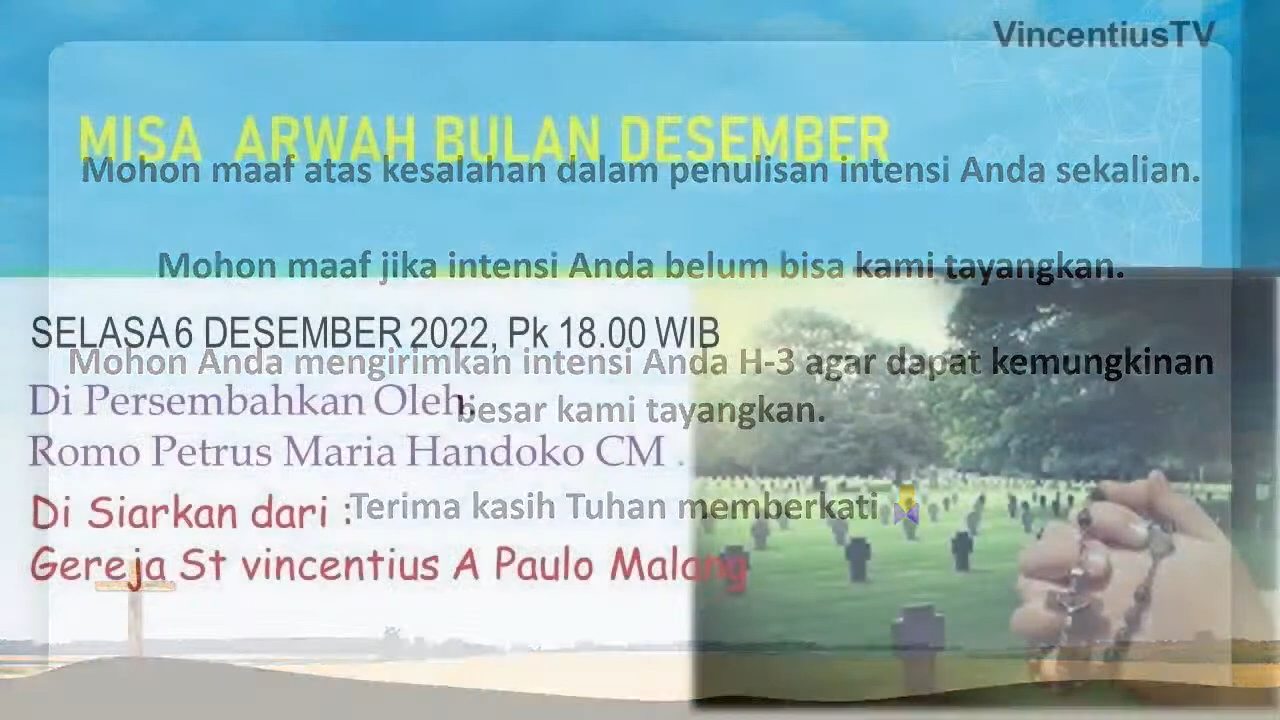 VincentiusTV
MISA ARWAH BULAN DESEMBER
Mohon maaf atas kesalahan dalam penulisan intensi Anda sekalian.
Mohon maaf jika intensi Anda belum bisa kami tayangkan.
SELASA 6 DESEMBER 2022, Pk 18.00 WIB
Mohon Anda mengirimkan intensi Anda H-3 agar dapat kemungkinan
Di Persembahkan Oleh:
besar kami tayangkan.
Romo Petrus Maria Handoko CM .
Di Siarkan dari :
Terima kasih Tuhan memberkati
Gereja St vincentius A Paulo Malang